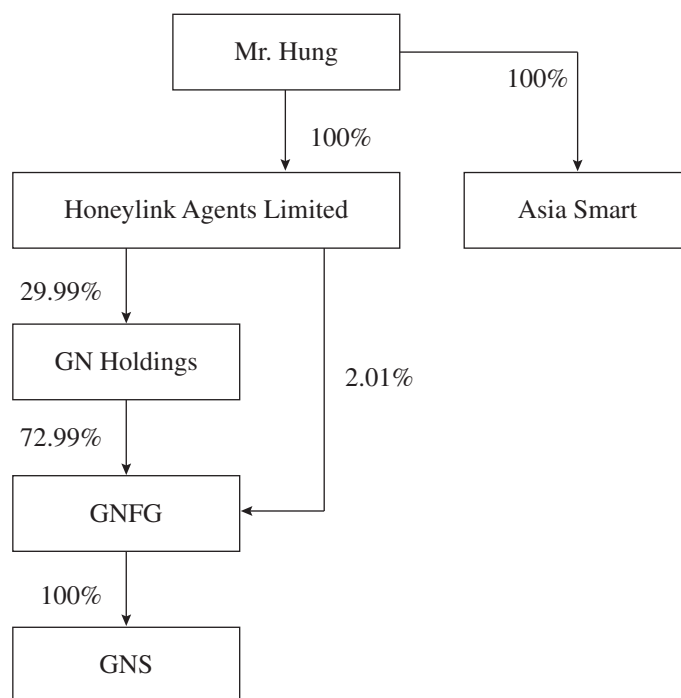 Mr. Hung
100%
100%
Honeylink Agents Limited
Asia Smart
29.99%
GN Holdings
2.01%
72.99%
GNFG
100%
GNS